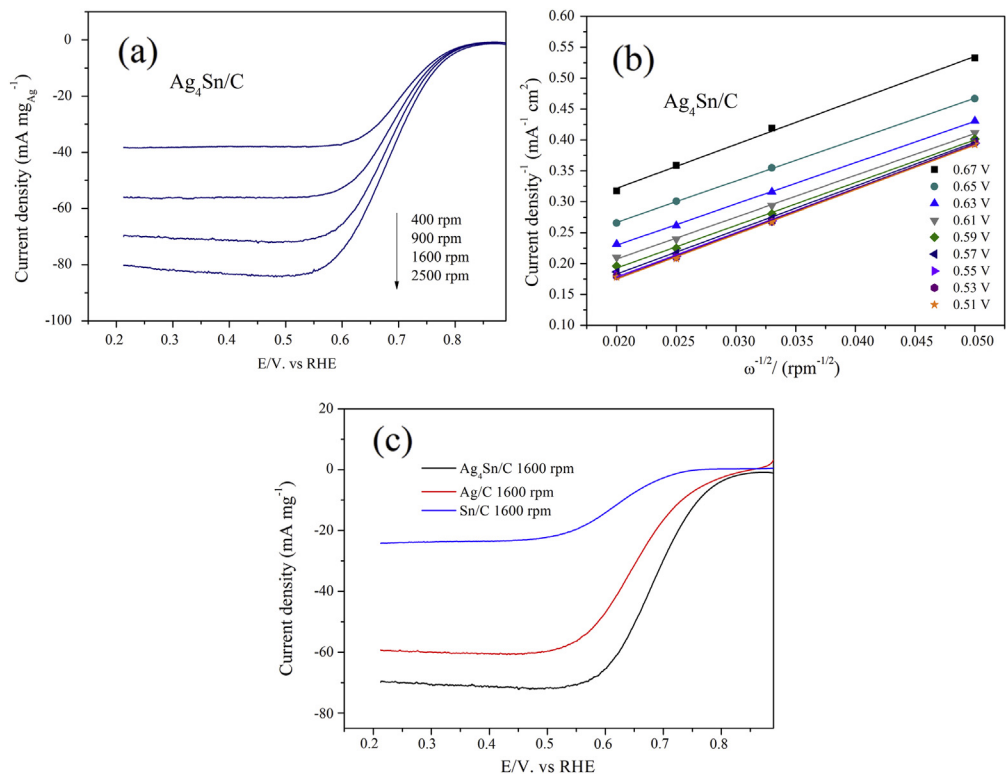 (a)
Ag₄Sn/C
400 rpm
900 rpm
1600 rpm
2500 rpm
0
-20
-40
-60
-80
-100
Current density (mA mg_Ag⁻¹)
0.2 0.3 0.4 0.5 0.6 0.7 0.8
E/V. vs RHE
(b)
Ag₄Sn/C
0.67 V
0.65 V
0.63 V
0.61 V
0.59 V
0.57 V
0.55 V
0.53 V
0.51 V
0.55
0.50
0.45
0.40
0.35
0.30
0.25
0.20
0.15
0.10
Current density⁻¹ (mA⁻¹ cm²)
0.020 0.025 0.030 0.035 0.040 0.045 0.050
ω⁻¹/²/ (rpm⁻¹/²)
(c)
Ag₄Sn/C 1600 rpm
Ag/C 1600 rpm
Sn/C 1600 rpm
20
0
-20
-40
-60
-80
Current density (mA mg⁻¹)
0.2 0.3 0.4 0.5 0.6 0.7 0.8
E/V. vs RHE